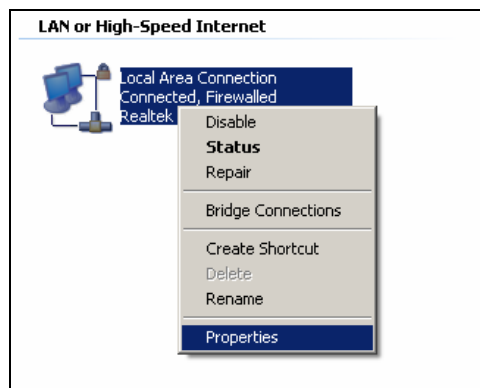 LAN or High-Speed Internet
Local Area Connection
Connected, Firewalled
Realtek
Disable
Status
Repair
Bridge Connections
Create Shortcut
Delete
Rename
Properties